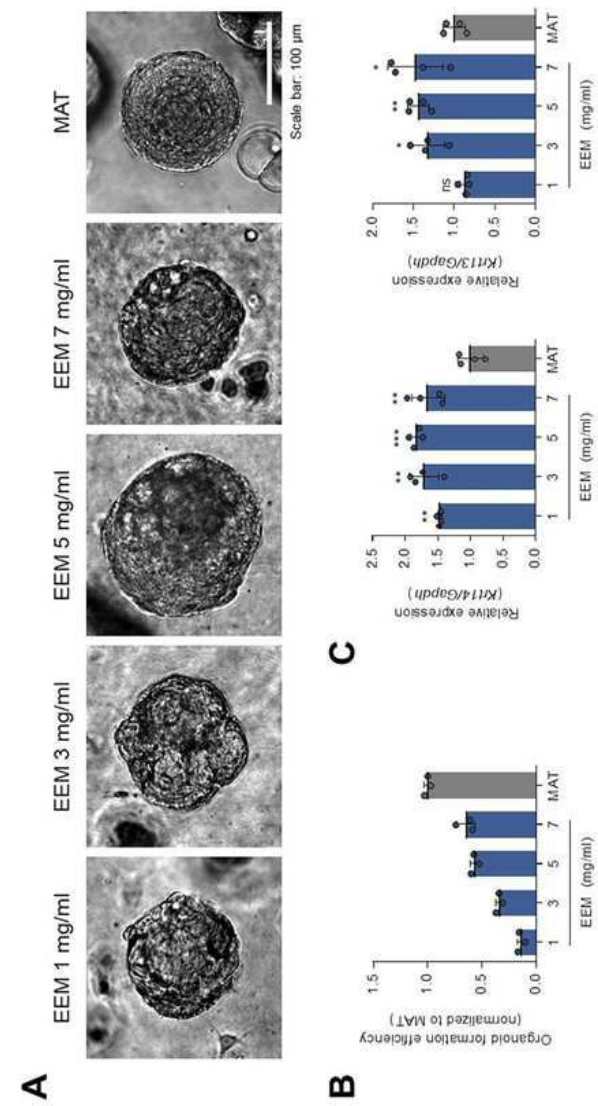 A
EEM 1 mg/ml
EEM 3 mg/ml
EEM 5 mg/ml
EEM 7 mg/ml
MAT
Scale bar: 100 μm
B
Organoid formation efficiency
(normalized to MAT)
1.5
1.0
0.5
0.0
1
3
5
7
MAT
EEM (mg/ml)
C
Relative expression
(Krt14/Gapdh)
2.5
2.0
1.5
1.0
0.5
0.0
**
**
***
**
1
3
5
7
MAT
EEM (mg/ml)
Relative expression
(Krt13/Gapdh)
2.0
1.5
1.0
0.5
0.0
ns
*
**
*
1
3
5
7
MAT
EEM (mg/ml)